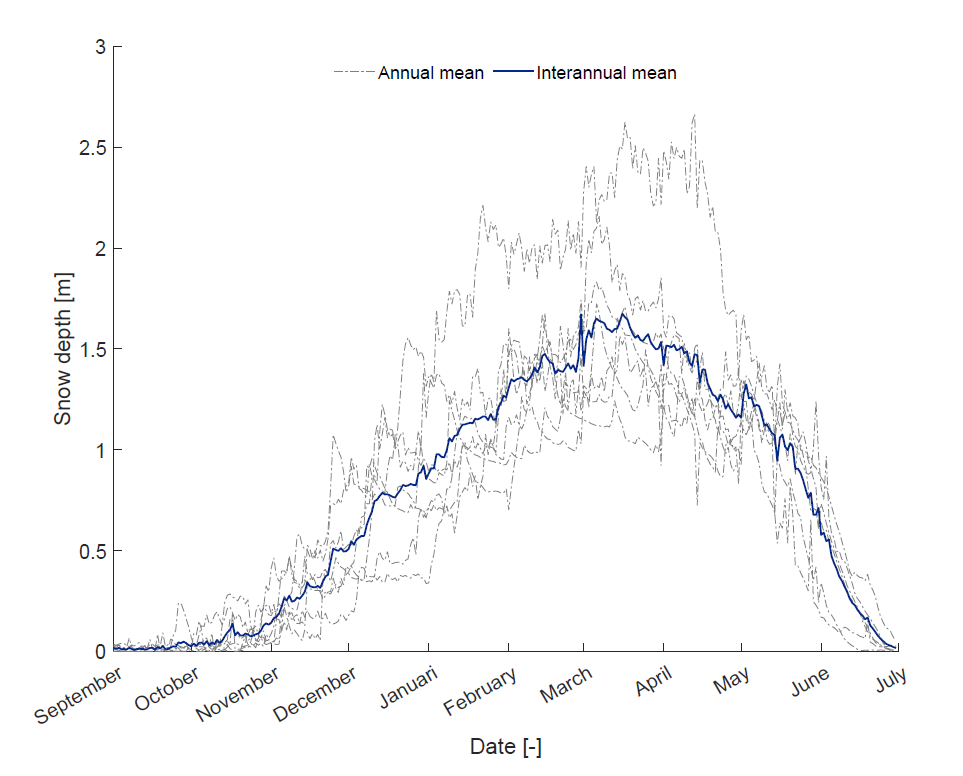 3
Annual mean Interannual mean
2.5
2
1.5
1
0.5
0
Snow depth [m]
September October November December Januari February March April May June July
Date [-]